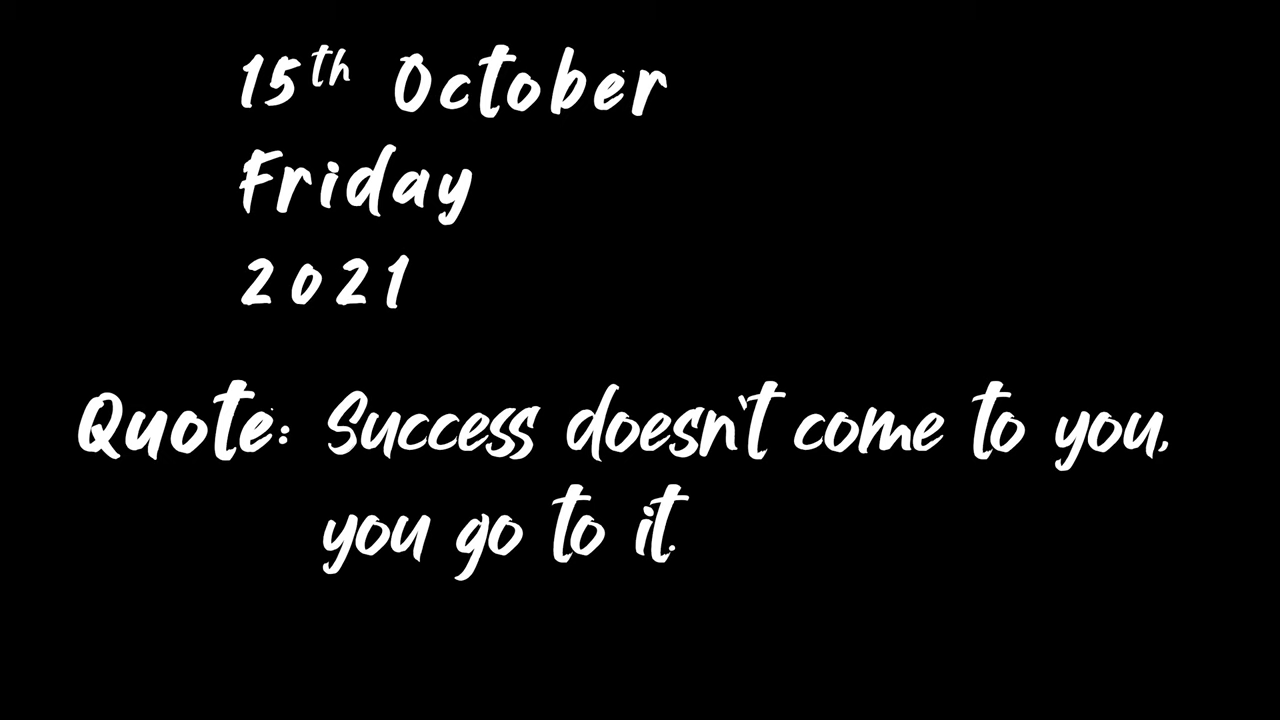 15th October
Friday
2021
Quote: Success doesn't come to you,
you go to it.